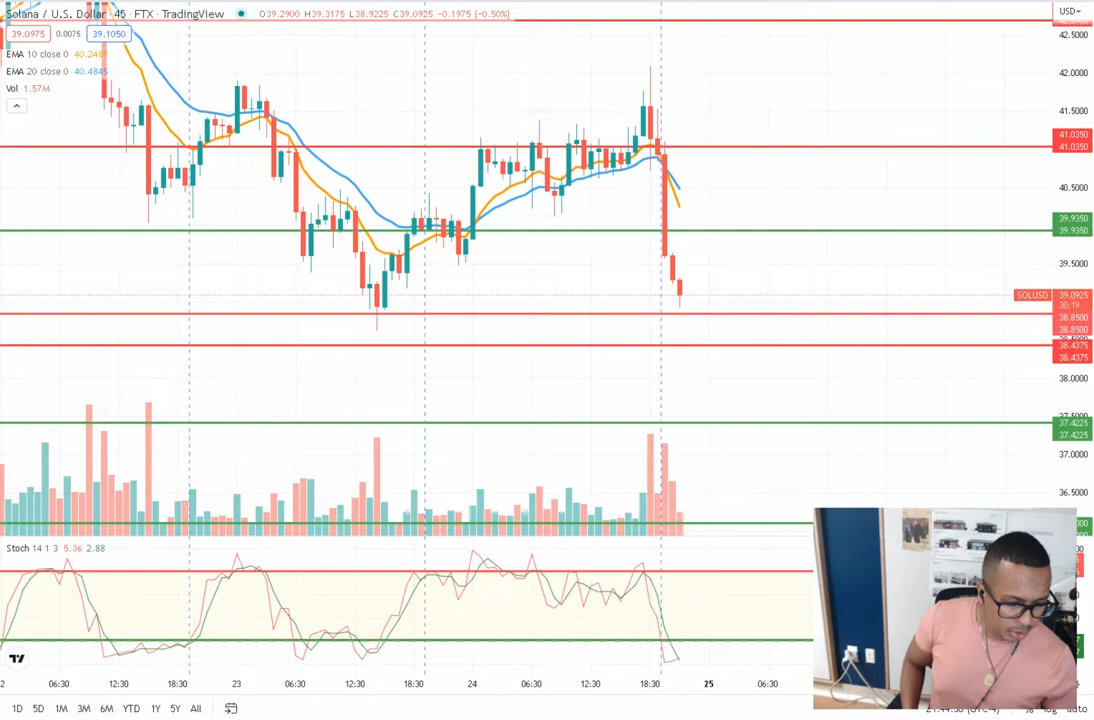 Solana / U.S. Dollar · 45 · FTX · TradingView O39.2900 H39.3175 L38.9225 C39.0925 -0.1975 (-0.50%)
USD
39.0975 0.0075 39.1050
EMA 10 close 0
EMA 20 close 0 40.4845
Vol 1.57M
42.5000
42.0000
41.5000
41.0350
41.0350
40.5000
39.9350
39.9350
39.5000
SOLUSD 39.0925
30:19
38.8500
38.8500
38.4375
38.4375
38.0000
37.4225
37.4225
37.0000
36.5000
Stoch 14 1 3 5.36 2.88
06:30 12:30 18:30 23 06:30 12:30 18:30 24 06:30 12:30 18:30 25 06:30
1D 5D 1M 3M 6M YTD 1Y 5Y All